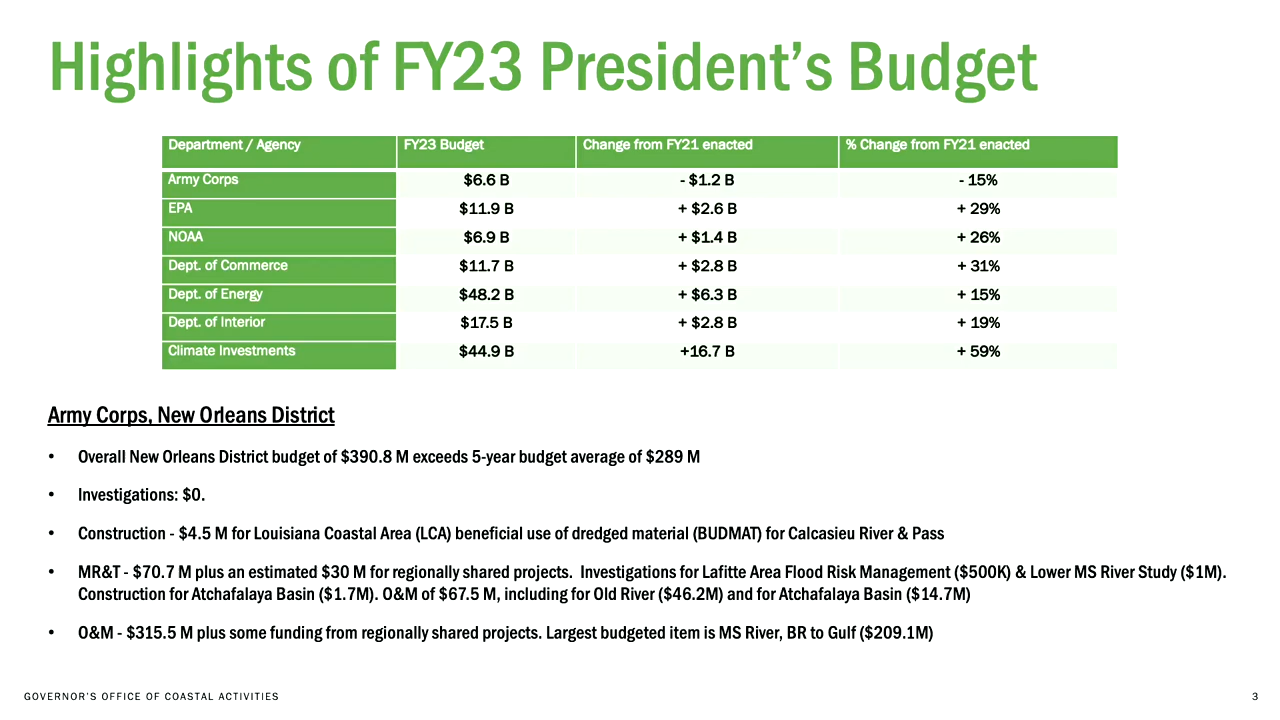 Highlights of FY23 President’s Budget
Department / Agency FY23 Budget Change from FY21 enacted % Change from FY21 enacted
Army Corps $6.6 B - $1.2 B - 15%
EPA $11.9 B + $2.6 B + 29%
NOAA $6.9 B + $1.4 B + 26%
Dept. of Commerce $11.7 B + $2.8 B + 31%
Dept. of Energy $48.2 B + $6.3 B + 15%
Dept. of Interior $17.5 B + $2.8 B + 19%
Climate Investments $44.9 B +16.7 B + 59%
Army Corps, New Orleans District
• Overall New Orleans District budget of $390.8 M exceeds 5-year budget average of $289 M
• Investigations: $0.
• Construction - $4.5 M for Louisiana Coastal Area (LCA) beneficial use of dredged material (BUDMAT) for Calcasieu River & Pass
• MR&T - $70.7 M plus an estimated $30 M for regionally shared projects. Investigations for Lafitte Area Flood Risk Management ($500K) & Lower MS River Study ($1M).
Construction for Atchafalaya Basin ($1.7M). O&M of $67.5 M, including for Old River ($46.2M) and for Atchafalaya Basin ($14.7M)
• O&M - $315.5 M plus some funding from regionally shared projects. Largest budgeted item is MS River, BR to Gulf ($209.1M)
GOVERNOR’S OFFICE OF COASTAL ACTIVITIES 3